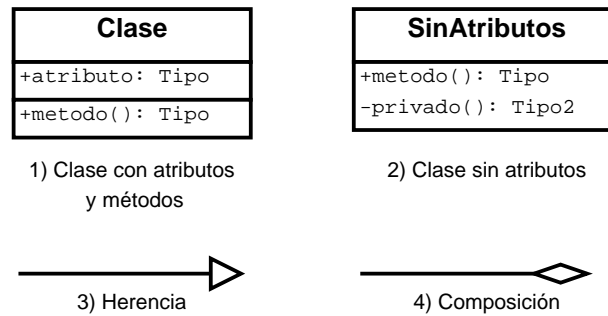 Clase
+atributo: Tipo
+metodo(): Tipo
1) Clase con atributos
y métodos
SinAtributos
+metodo(): Tipo
-privado(): Tipo2
2) Clase sin atributos
3) Herencia
4) Composición